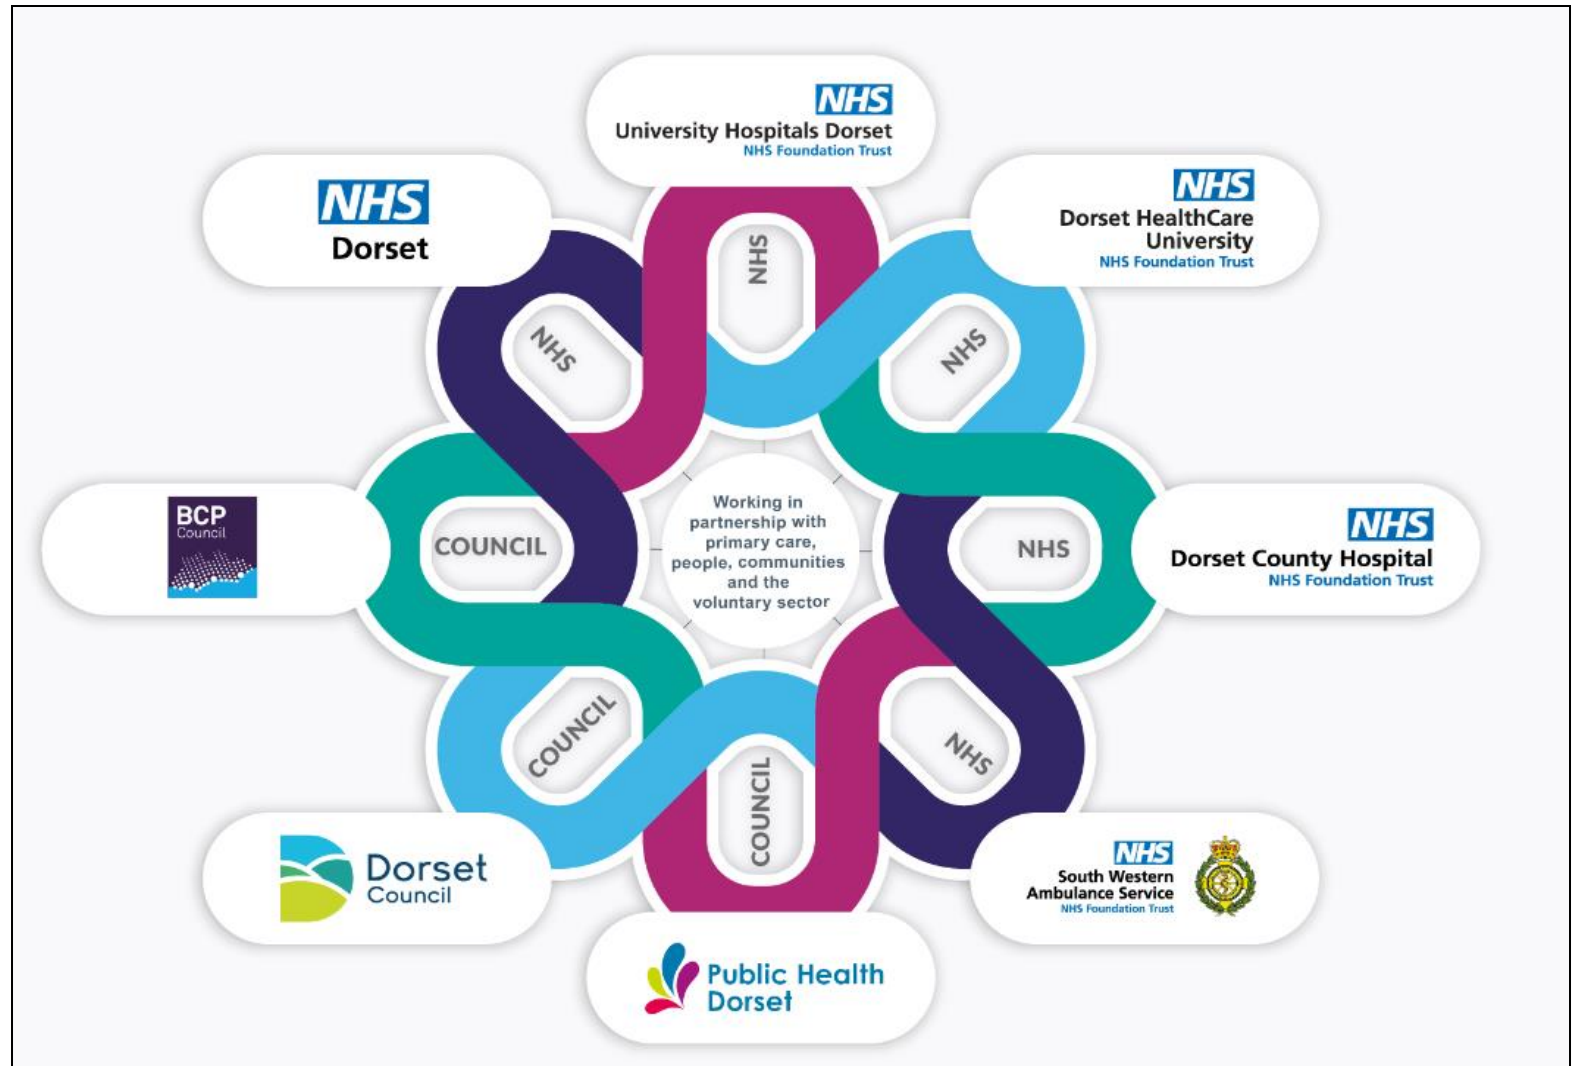 NHS
University Hospitals Dorset
NHS Foundation Trust
NHS
Dorset
NHS
Dorset HealthCare
University
NHS Foundation Trust
NHS
NHS
NHS
BCP
Council
COUNCIL
Working in
partnership with
primary care,
people, communities
and the
voluntary sector
NHS
NHS
Dorset County Hospital
NHS Foundation Trust
COUNCIL
COUNCIL
NHS
Dorset
Council
NHS
South Western
Ambulance Service
NHS Foundation Trust
Public Health
Dorset